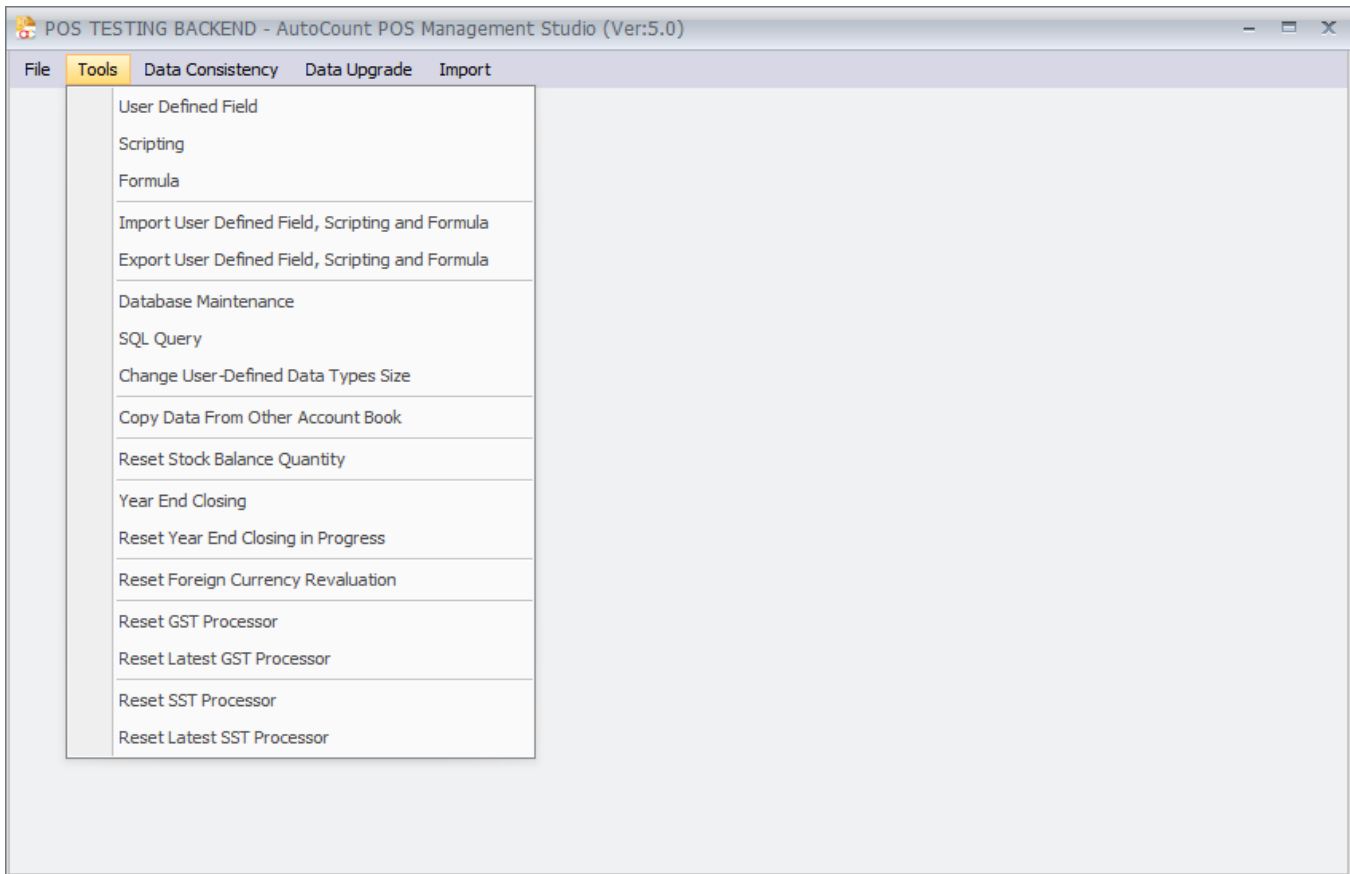 POS TESTING BACKEND - AutoCount POS Management Studio (Ver:5.0)
File Tools Data Consistency Data Upgrade Import
User Defined Field
Scripting
Formula
Import User Defined Field, Scripting and Formula
Export User Defined Field, Scripting and Formula
Database Maintenance
SQL Query
Change User-Defined Data Types Size
Copy Data From Other Account Book
Reset Stock Balance Quantity
Year End Closing
Reset Year End Closing in Progress
Reset Foreign Currency Revaluation
Reset GST Processor
Reset Latest GST Processor
Reset SST Processor
Reset Latest SST Processor